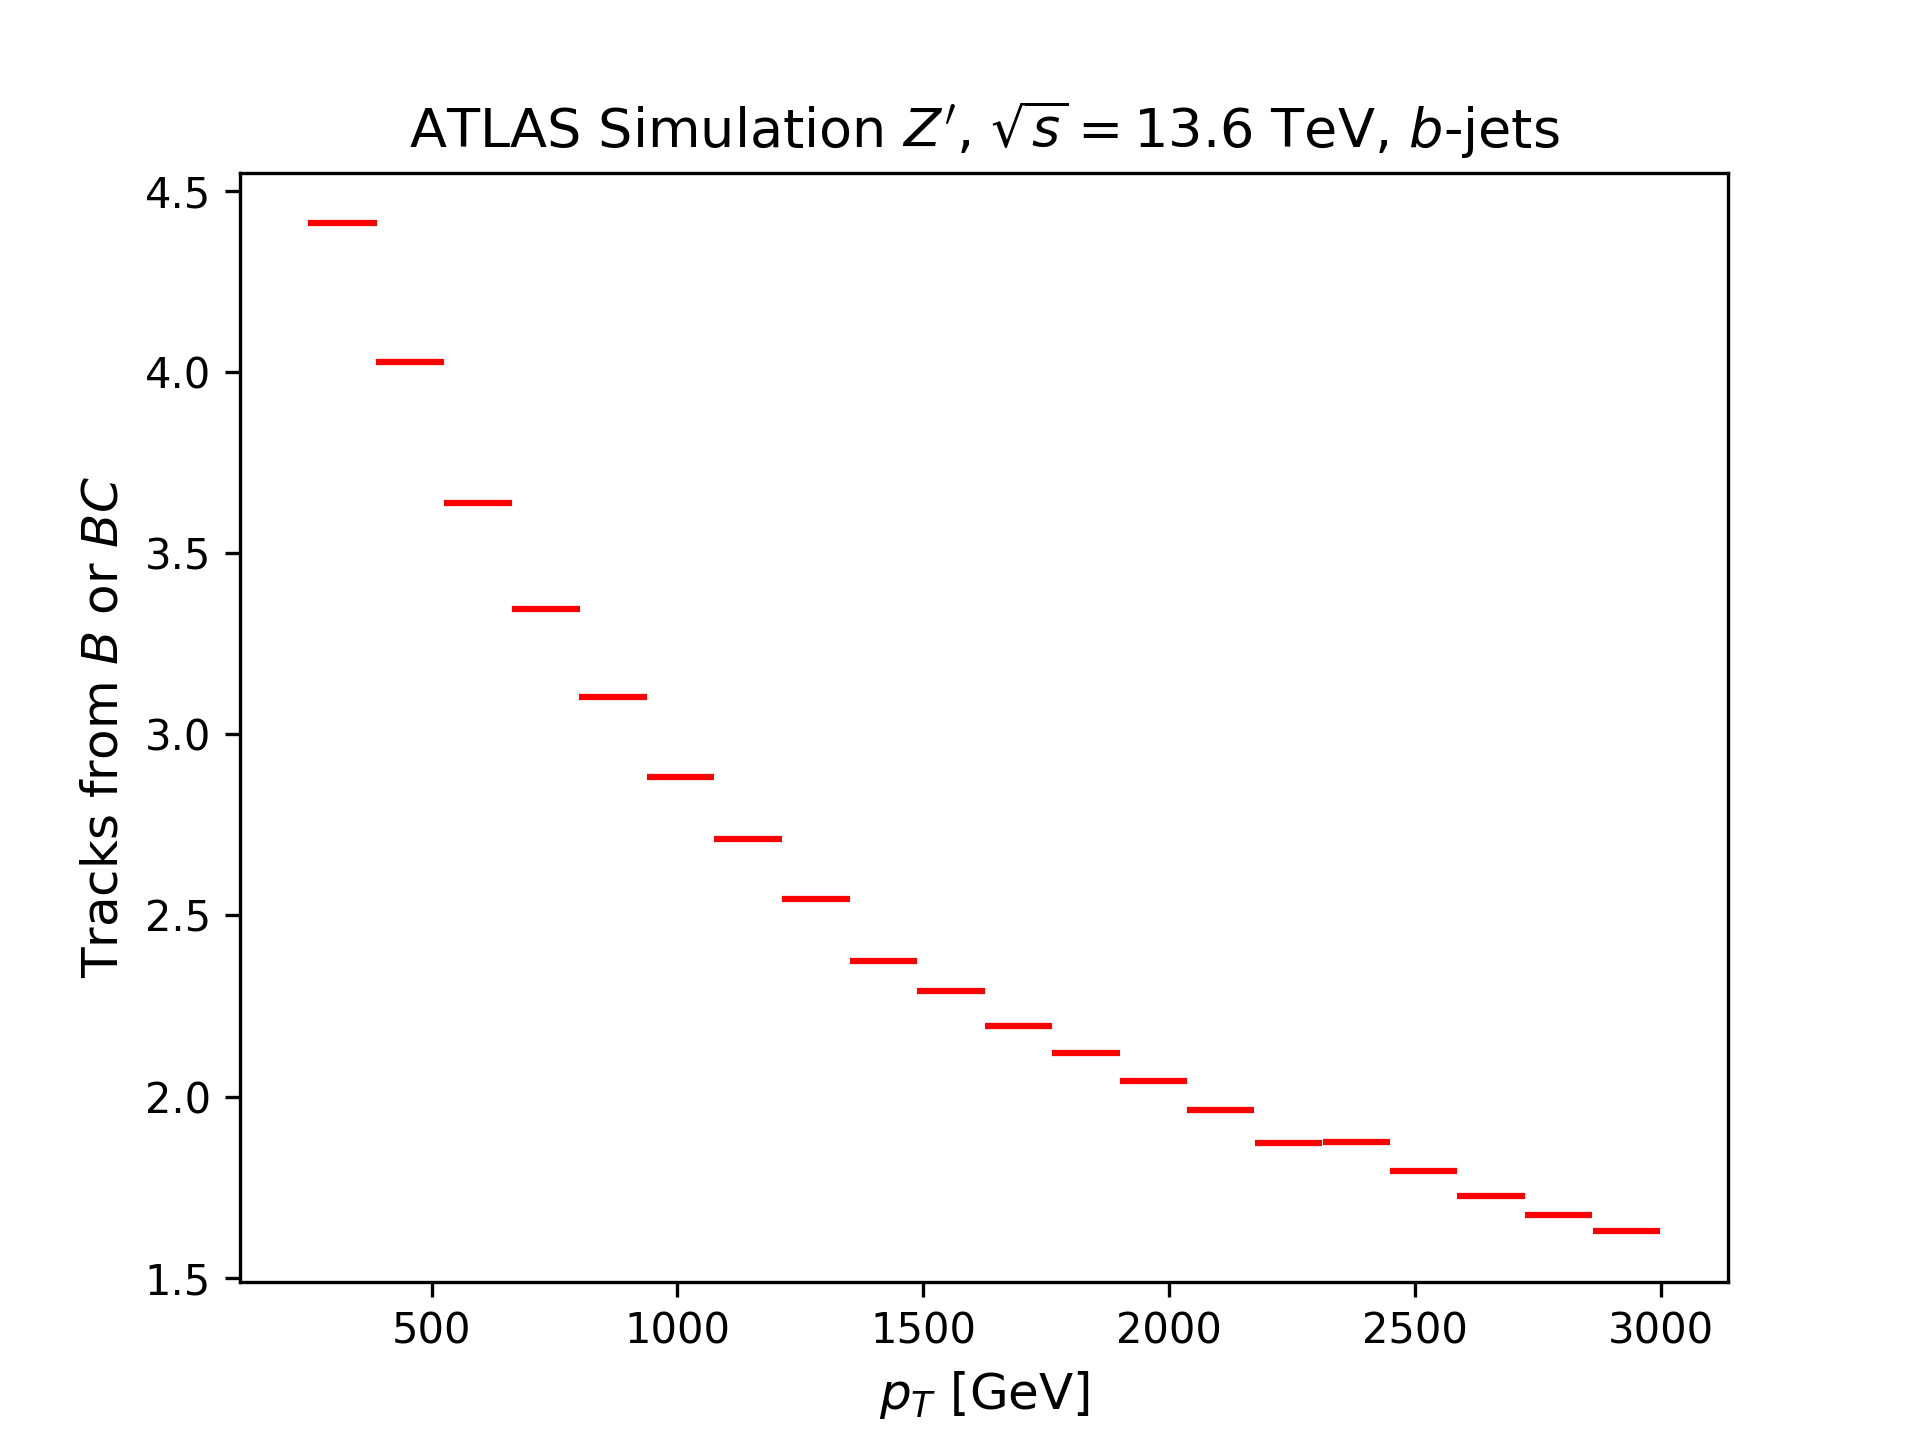 ATLAS Simulation Z′, √s = 13.6 TeV, b-jets
Tracks from B or BC
4.5
4.0
3.5
3.0
2.5
2.0
1.5
500 1000 1500 2000 2500 3000
p_T [GeV]